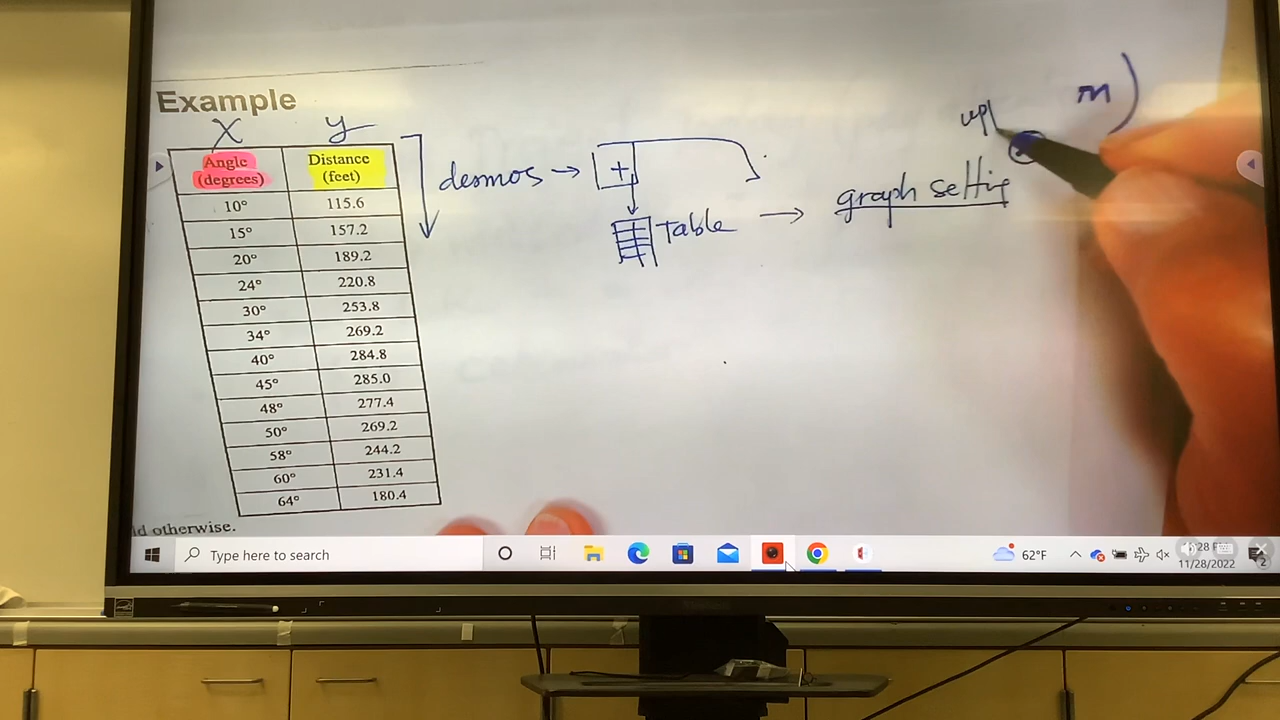 Example
x y
Angle (degrees) Distance (feet)
10° 115.6
15° 157.2
20° 189.2
24° 220.8
30° 253.8
34° 269.2
40° 284.8
45° 285.0
48° 277.4
50° 269.2
58° 244.2
60° 231.4
64° 180.4
desmos → +
Table → graph settig
m)
otherwise.
Type here to search
62°F
11/28/2022
2